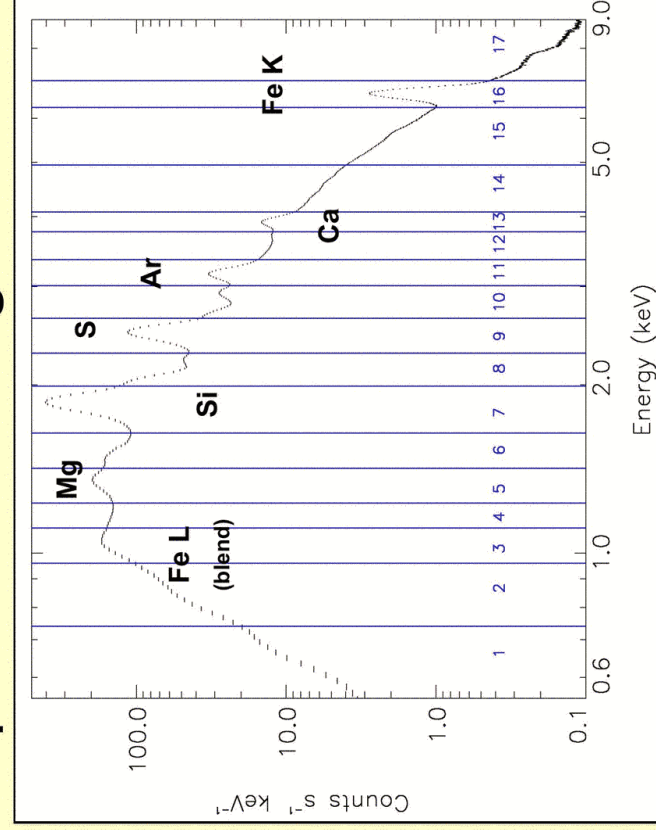 Fe K
Ca
Ar
S
Si
Mg
Fe L
(blend)
1 2 3 4 5 6 7 8 9 10 11 12 13 14 15 16 17
100.0
10.0
1.0
0.1
0.6 1.0 2.0 5.0 9.0
Energy (keV)
Counts s⁻¹ keV⁻¹